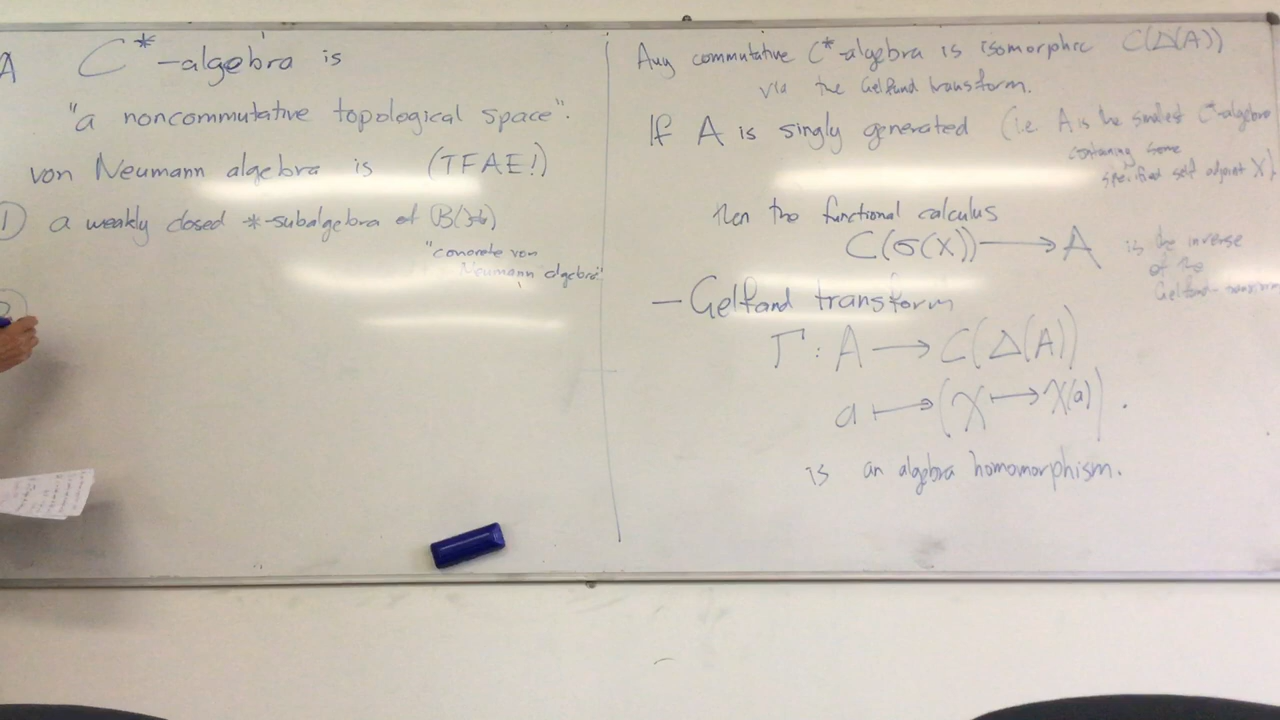 A C*-algebra is
"a noncommutative topological space".
von Neumann algebra is (TFAE!)
① a weakly closed *-subalgebra of B(ℋ)
"concrete von
Neumann algebra"
②
Any commutative C*-algebra is isomorphic C(Δ(A))
via the Gelfand transform.
If A is singly generated (i.e. A is the smallest C*-algebra
containing some
specified self adjoint X)
then the functional calculus
C(σ(X)) → A
is the inverse
of the
Gelfand transform
- Gelfand transform
Γ : A → C(Δ(A))
a ↦ (χ ↦ χ(a)).
is an algebra homomorphism.